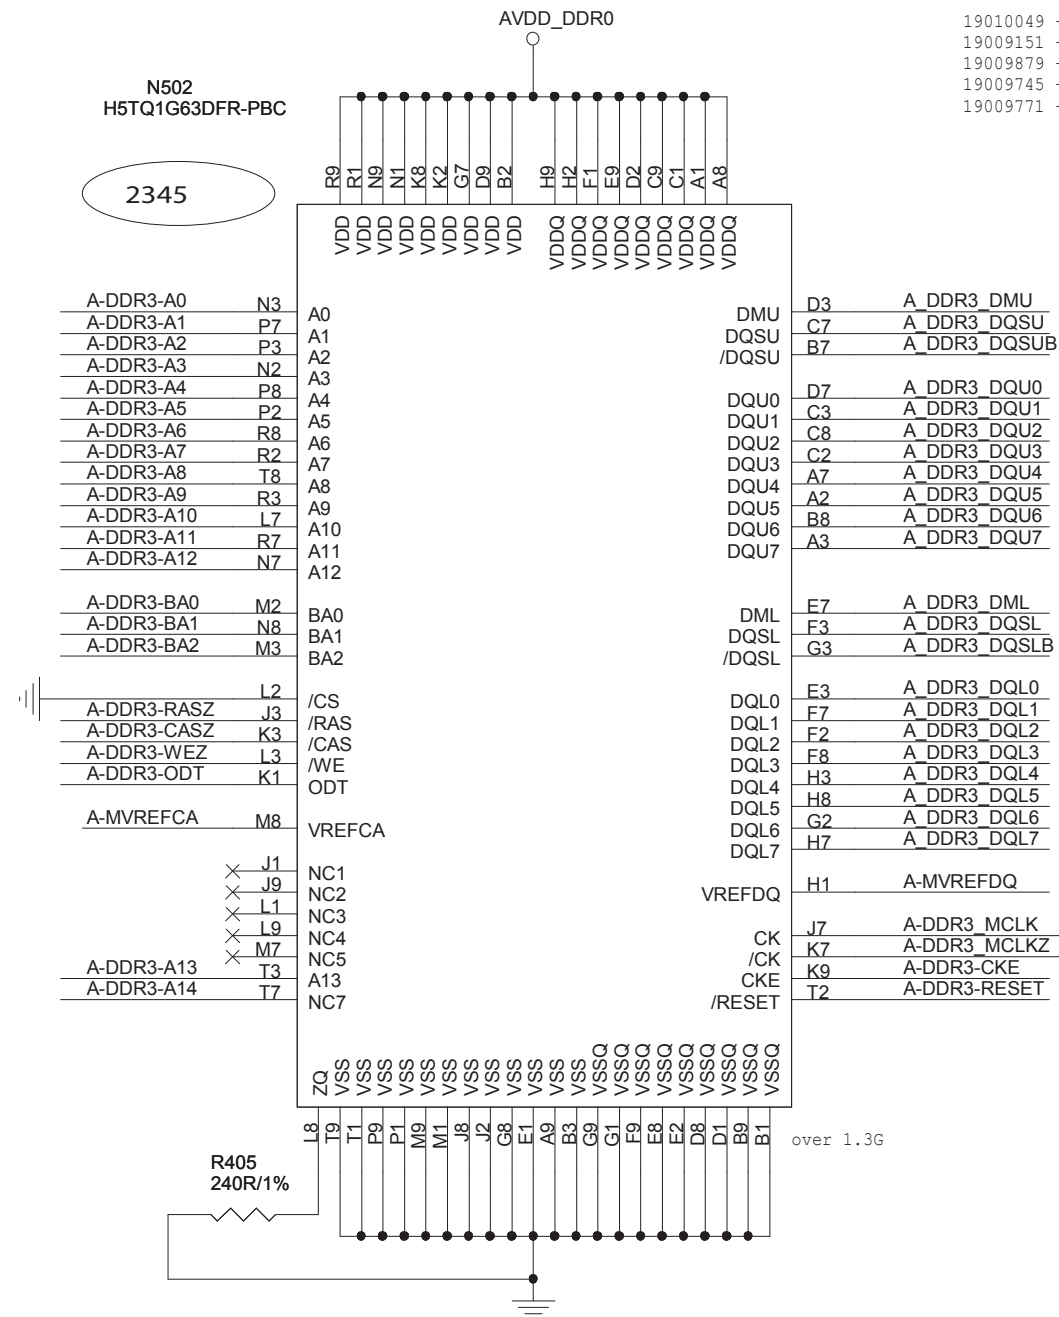 AVDD_DDR0
19010049 -
19009151 -
19009879 -
19009745 -
19009771 -
N502
H5TQ1G63DFR-PBC
2345
R9 R1 N9 N1 K8 K2 G7 D9 B2 H9 H2 F1 E9 D2 C9 C1 A1 A8
VDD VDD VDD VDD VDD VDD VDD VDD VDD VDDQ VDDQ VDDQ VDDQ VDDQ VDDQ VDDQ VDDQ VDDQ
A-DDR3-A0 N3 A0
A-DDR3-A1 P7 A1
A-DDR3-A2 P3 A2
A-DDR3-A3 N2 A3
A-DDR3-A4 P8 A4
A-DDR3-A5 P2 A5
A-DDR3-A6 R8 A6
A-DDR3-A7 R2 A7
A-DDR3-A8 T8 A8
A-DDR3-A9 R3 A9
A-DDR3-A10 L7 A10
A-DDR3-A11 R7 A11
A-DDR3-A12 N7 A12
A-DDR3-BA0 M2 BA0
A-DDR3-BA1 N8 BA1
A-DDR3-BA2 M3 BA2
L2 /CS
A-DDR3-RASZ J3 /RAS
A-DDR3-CASZ K3 /CAS
A-DDR3-WEZ L3 /WE
A-DDR3-ODT K1 ODT
A-MVREFCA M8 VREFCA
J1 NC1
J9 NC2
L1 NC3
L9 NC4
M7 NC5
A-DDR3-A13 T3 A13
A-DDR3-A14 T7 NC7
DMU D3 A_DDR3_DMU
DQSU C7 A_DDR3_DQSU
/DQSU B7 A_DDR3_DQSUB
DQU0 D7 A_DDR3_DQU0
DQU1 C3 A_DDR3_DQU1
DQU2 C8 A_DDR3_DQU2
DQU3 C2 A_DDR3_DQU3
DQU4 A7 A_DDR3_DQU4
DQU5 A2 A_DDR3_DQU5
DQU6 B8 A_DDR3_DQU6
DQU7 A3 A_DDR3_DQU7
DML E7 A_DDR3_DML
DQSL F3 A_DDR3_DQSL
/DQSL G3 A_DDR3_DQSLB
DQL0 E3 A_DDR3_DQL0
DQL1 F7 A_DDR3_DQL1
DQL2 F2 A_DDR3_DQL2
DQL3 F8 A_DDR3_DQL3
DQL4 H3 A_DDR3_DQL4
DQL5 H8 A_DDR3_DQL5
DQL6 G2 A_DDR3_DQL6
DQL7 H7 A_DDR3_DQL7
VREFDQ H1 A-MVREFDQ
CK J7 A-DDR3_MCLK
/CK K7 A-DDR3_MCLKZ
CKE K9 A-DDR3-CKE
/RESET T2 A-DDR3-RESET
ZQ VSS VSS VSS VSS VSS VSS VSS VSS VSS VSS VSS VSS VSSQ VSSQ VSSQ VSSQ VSSQ VSSQ VSSQ VSSQ VSSQ
L8 T9 T1 P9 P1 M9 M1 J8 J2 G8 E1 A9 B3 G9 G1 F9 E8 E2 D8 D1 B9 B1
over 1.3G
R405
240R/1%